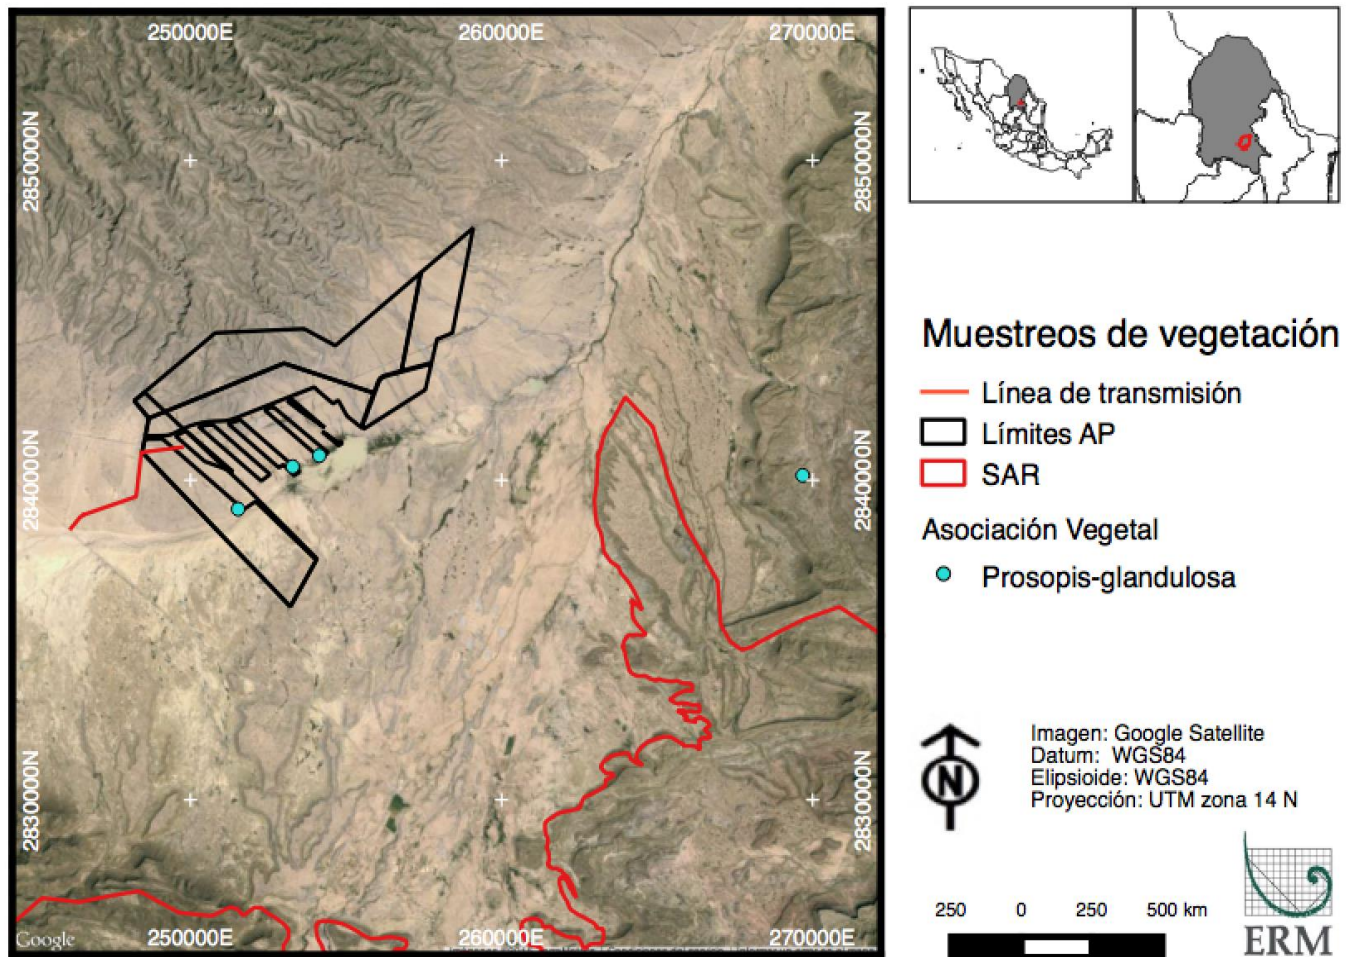 250000E 260000E 270000E
2850000N 2850000N
2840000N 2840000N
2830000N 2830000N
Google
250000E 260000E 270000E
Muestreos de vegetación
Línea de transmisión
Límites AP
SAR
Asociación Vegetal
Prosopis-glandulosa
N
Imagen: Google Satellite
Datum: WGS84
Elipsioide: WGS84
Proyección: UTM zona 14 N
250 0 250 500 km
ERM